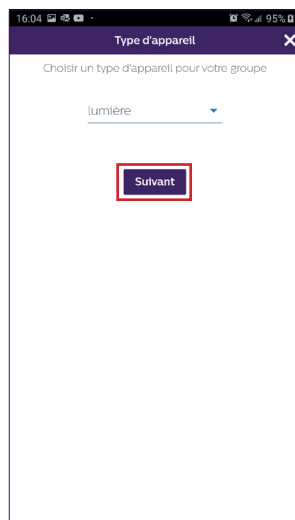 16:04 95%
Type d'appareil
Choisir un type d'appareil pour votre groupe
lumière
Suivant